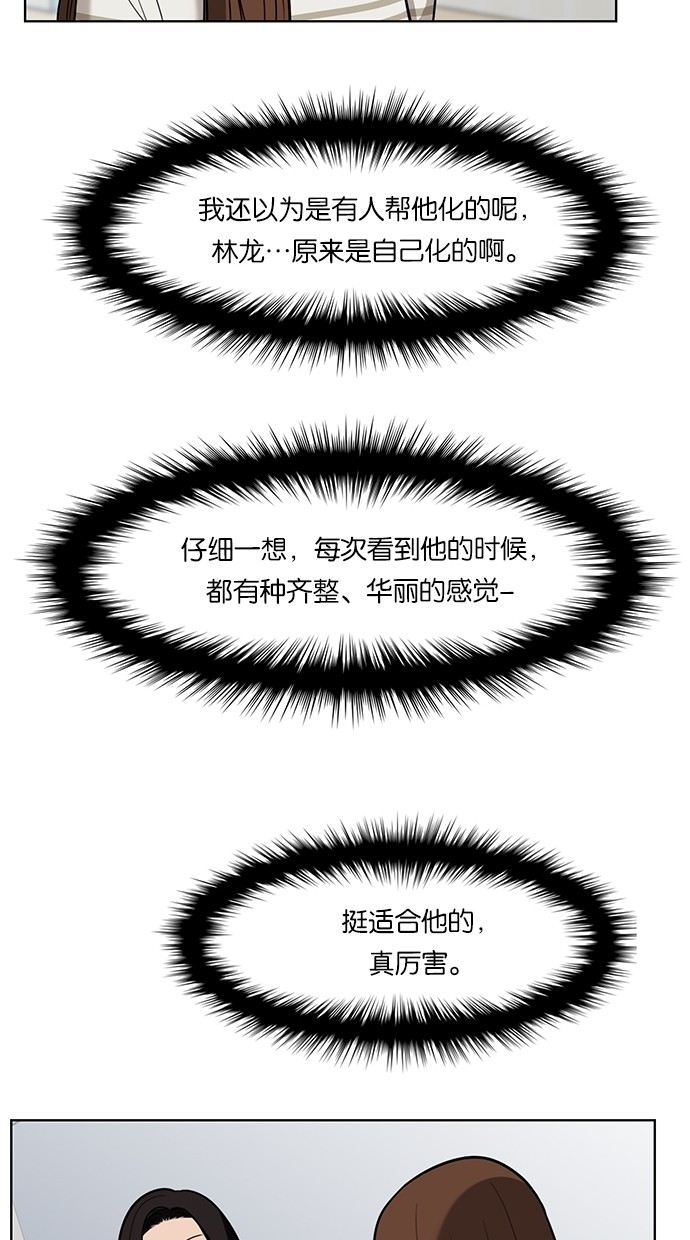 我还以为是有人帮他化的呢，
林龙…原来是自己化的啊。
仔细一想，每次看到他的时候，
都有种齐整、华丽的感觉-
挺适合他的，
真厉害。